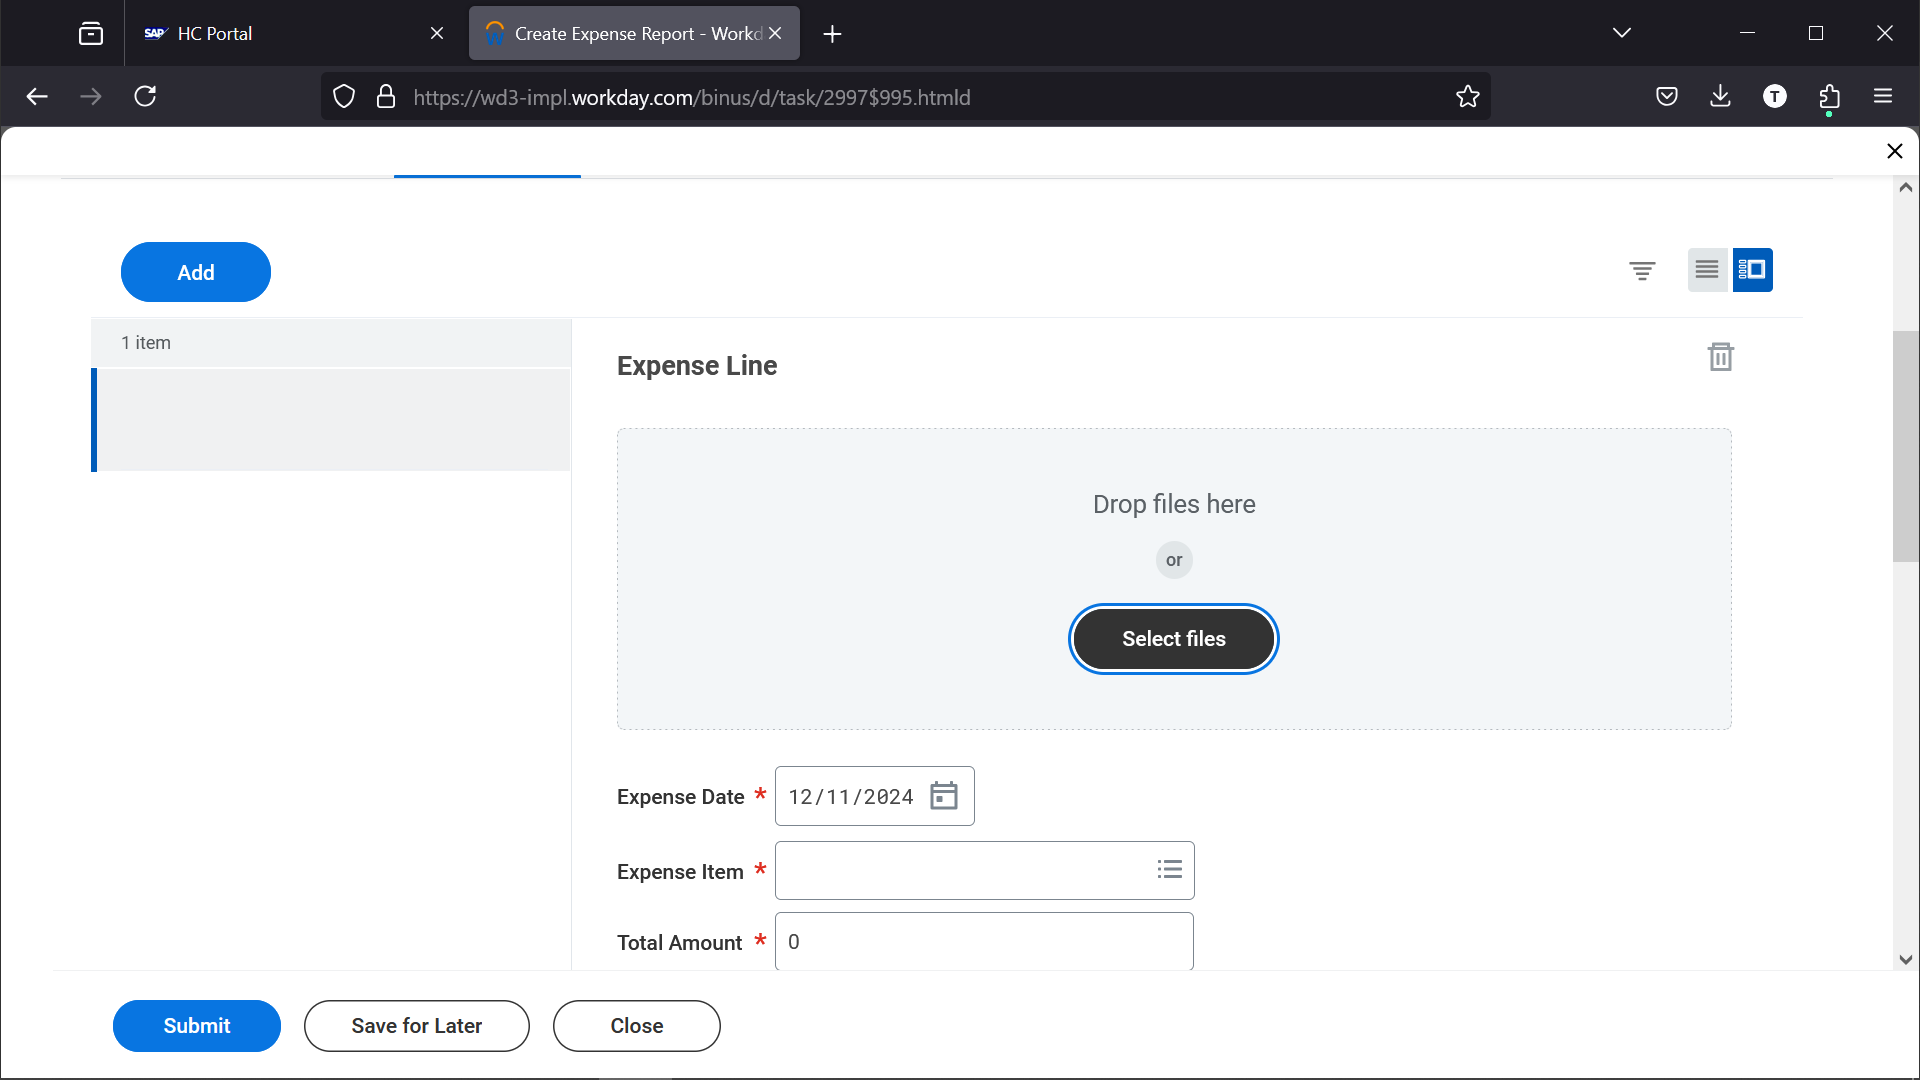 SAP HC Portal
Create Expense Report - Workd
https://wd3-impl.workday.com/binus/d/task/2997$995.htmld
T
Add
1 item
Expense Line
Drop files here
or
Select files
Expense Date * 12/11/2024
Expense Item *
Total Amount * 0
Submit
Save for Later
Close